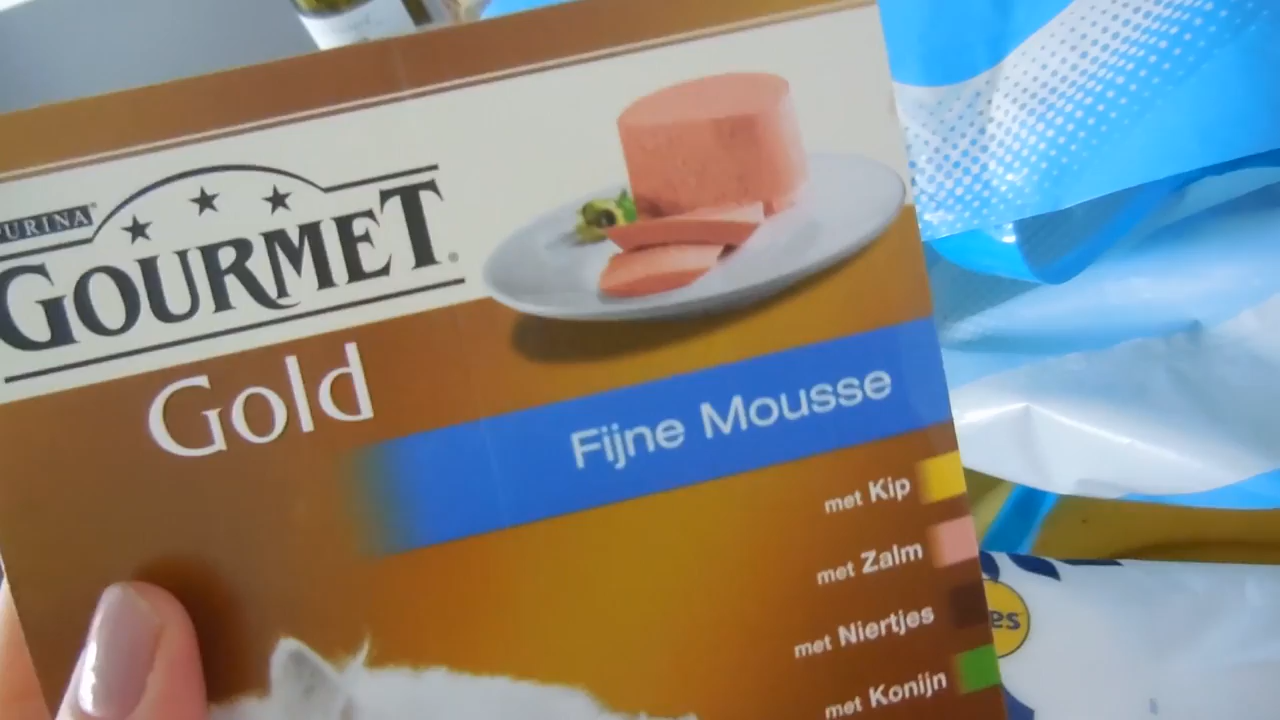 PURINA
GOURMET
Gold
Fijne Mousse
met Kip
met Zalm
met Niertjes
met Konijn